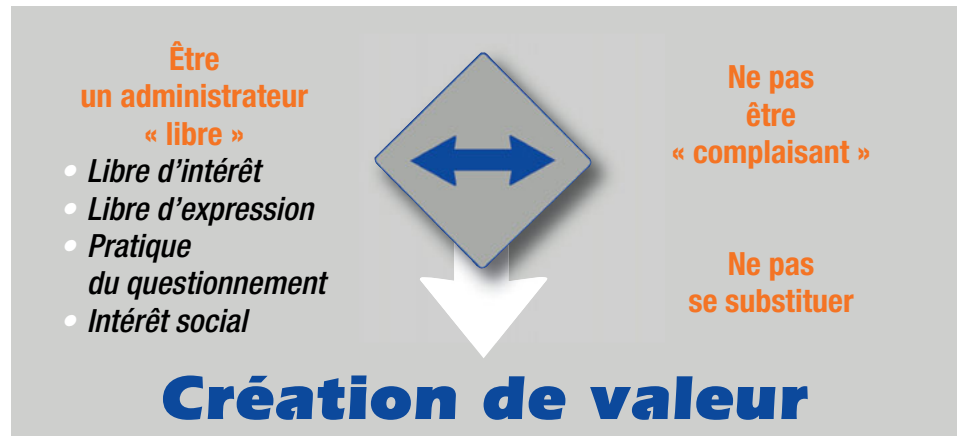 Être
un administrateur
« libre »
• Libre d'intérêt
• Libre d'expression
• Pratique
du questionnement
• Intérêt social
Ne pas
être
« complaisant »
Ne pas
se substituer
Création de valeur